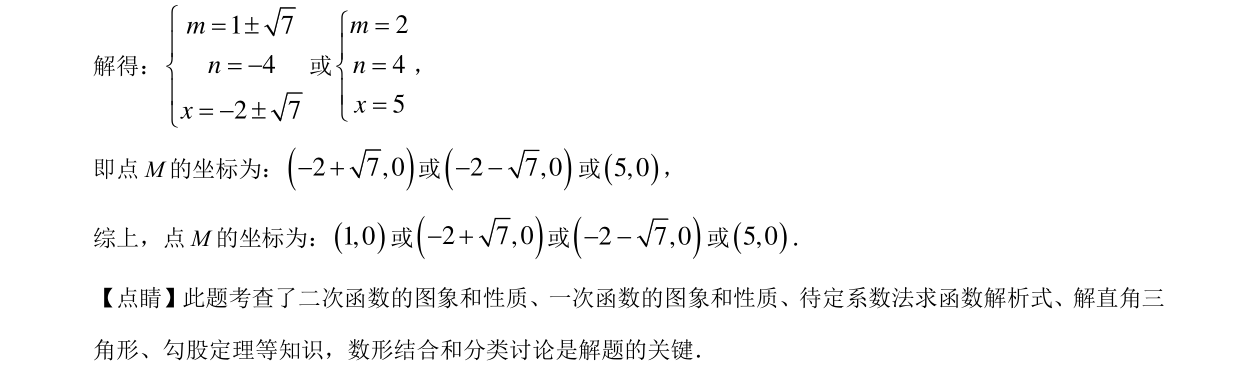 解得：{m=1±√7 n=−4 x=−2±√7 或 {m=2 n=4 x=5 ，
即点 M 的坐标为：(−2+√7,0)或(−2−√7,0)或(5,0)，
综上，点 M 的坐标为：(1,0)或(−2+√7,0)或(−2−√7,0)或(5,0)．
【点睛】此题考查了二次函数的图象和性质、一次函数的图象和性质、待定系数法求函数解析式、解直角三
角形、勾股定理等知识，数形结合和分类讨论是解题的关键．